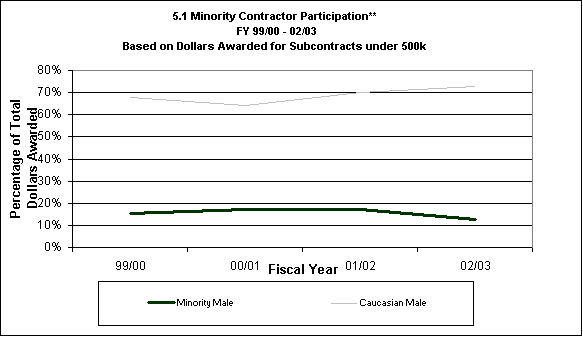 5.1 Minority Contractor Participation**
FY 99/00 - 02/03
Based on Dollars Awarded for Subcontracts under 500k
Percentage of Total
Dollars Awarded
80%
70%
60%
50%
40%
30%
20%
10%
0%
99/00 00/01 01/02 02/03
Fiscal Year
Minority Male Caucasian Male